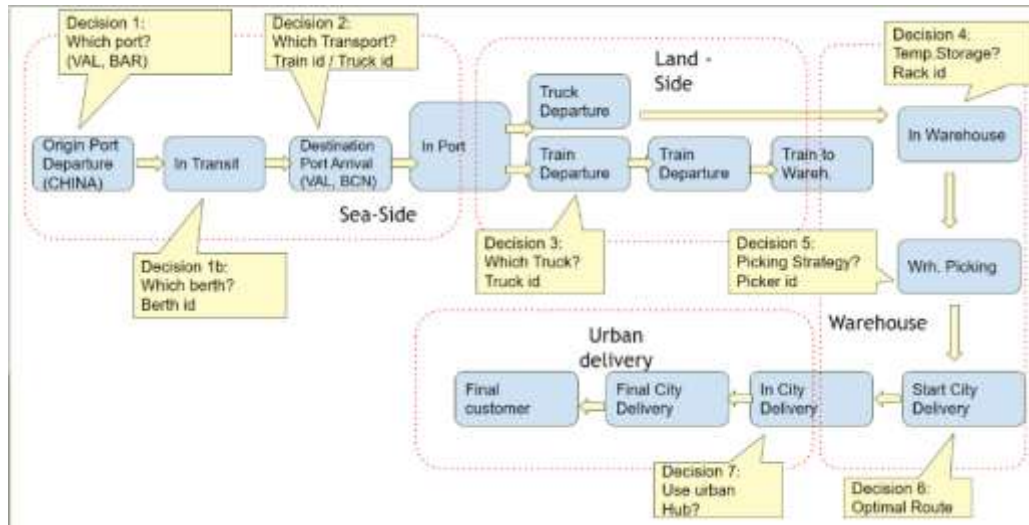 Decision 1:
Which port?
(VAL, BAR)
Decision 2:
Which Transport?
Train id / Truck id
Land -
Side
Decision 4:
Temp.Storage?
Rack id
Truck
Departure
Origin Port
Departure
(CHINA)
In Transit
Destination
Port Arrival
(VAL, BCN)
In Port
Train
Departure
Train
Departure
Train to
Wareh.
In Warehouse
Sea-Side
Decision 1b:
Which berth?
Berth id
Decision 3:
Which Truck?
Truck id
Decision 5:
Picking Strategy?
Picker id
Wrh. Picking
Urban
delivery
Warehouse
Final
customer
Final City
Delivery
In City
Delivery
Start City
Delivery
Decision 7:
Use urban
Hub?
Decision 6:
Optimal Route